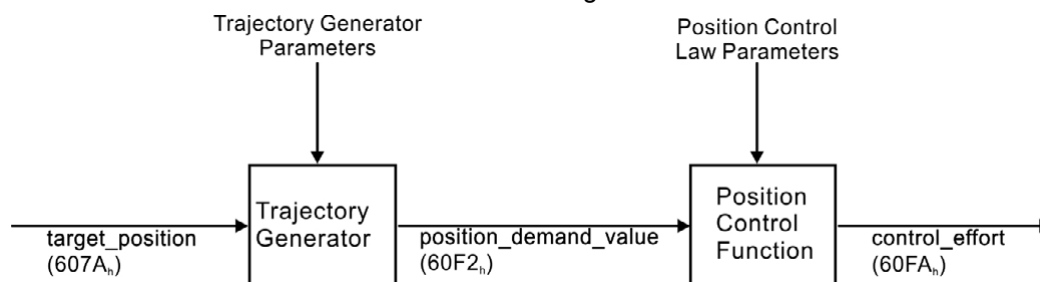 Trajectory Generator
Parameters
Position Control
Law Parameters
Trajectory
Generator
Position
Control
Function
target_position
(607Aₕ)
position_demand_value
(60F2ₕ)
control_effort
(60FAₕ)